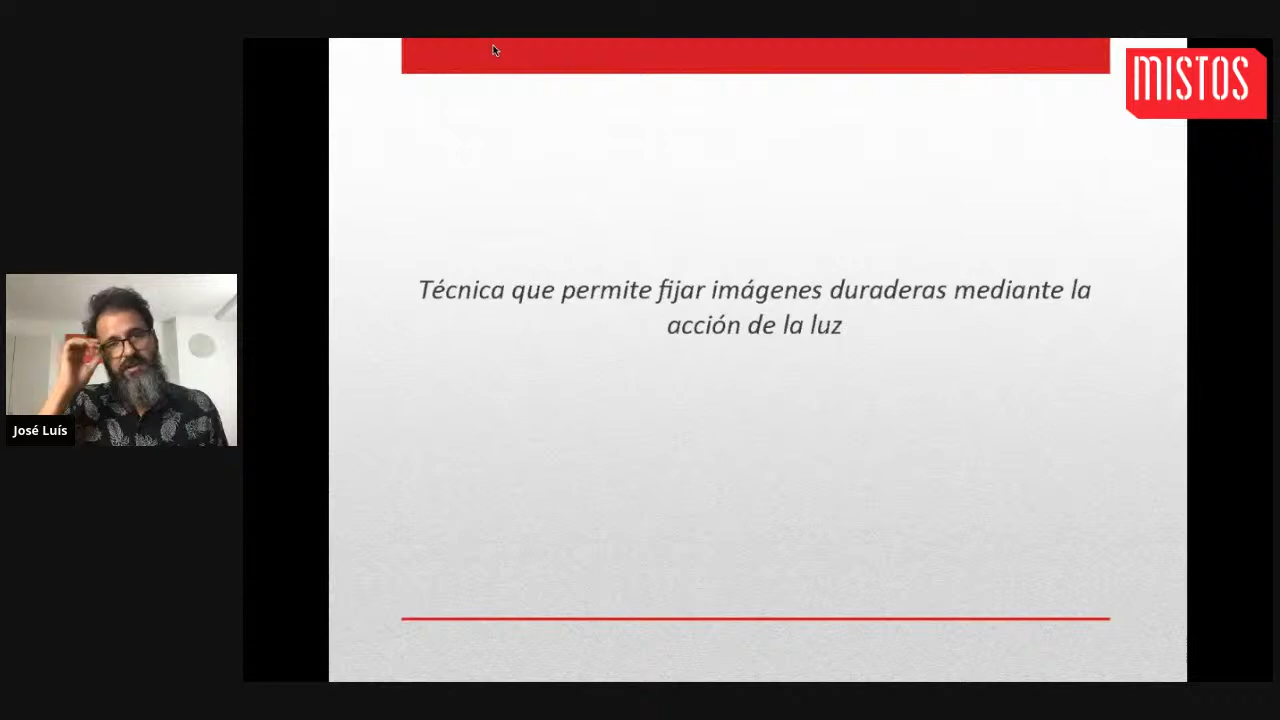 MISTOS
Técnica que permite fijar imágenes duraderas mediante la
acción de la luz
José Luís